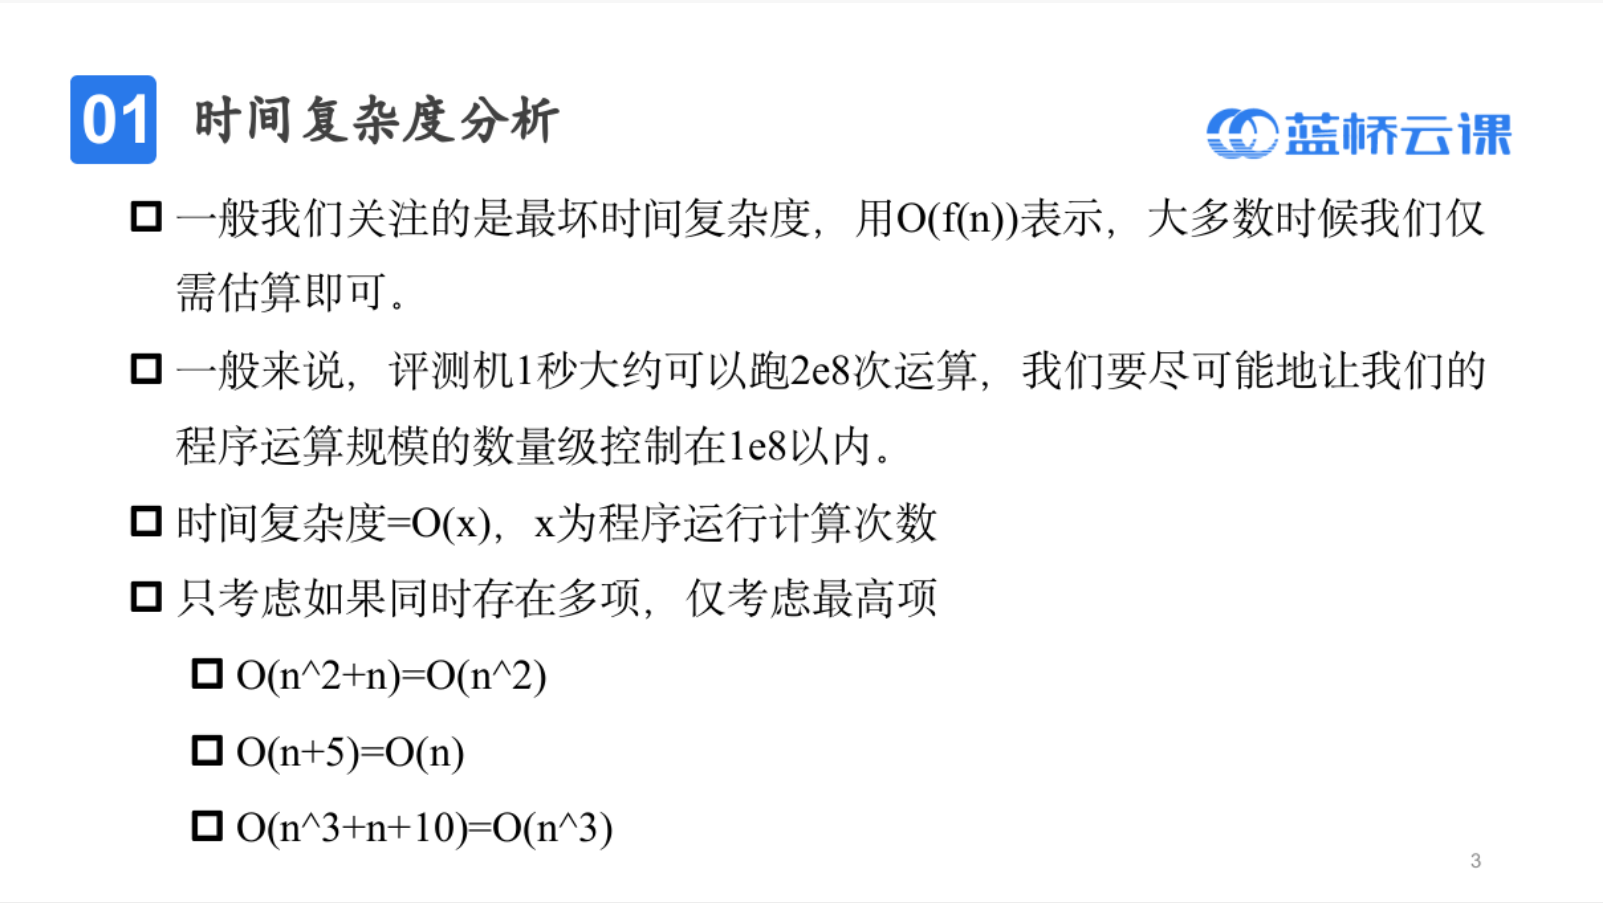 01 时间复杂度分析
蓝桥云课
一般我们关注的是最坏时间复杂度，用O(f(n))表示，大多数时候我们仅
需估算即可。
一般来说，评测机1秒大约可以跑2e8次运算，我们要尽可能地让我们的
程序运算规模的数量级控制在1e8以内。
时间复杂度=O(x)，x为程序运行计算次数
只考虑如果同时存在多项，仅考虑最高项
O(n^2+n)=O(n^2)
O(n+5)=O(n)
O(n^3+n+10)=O(n^3)
3